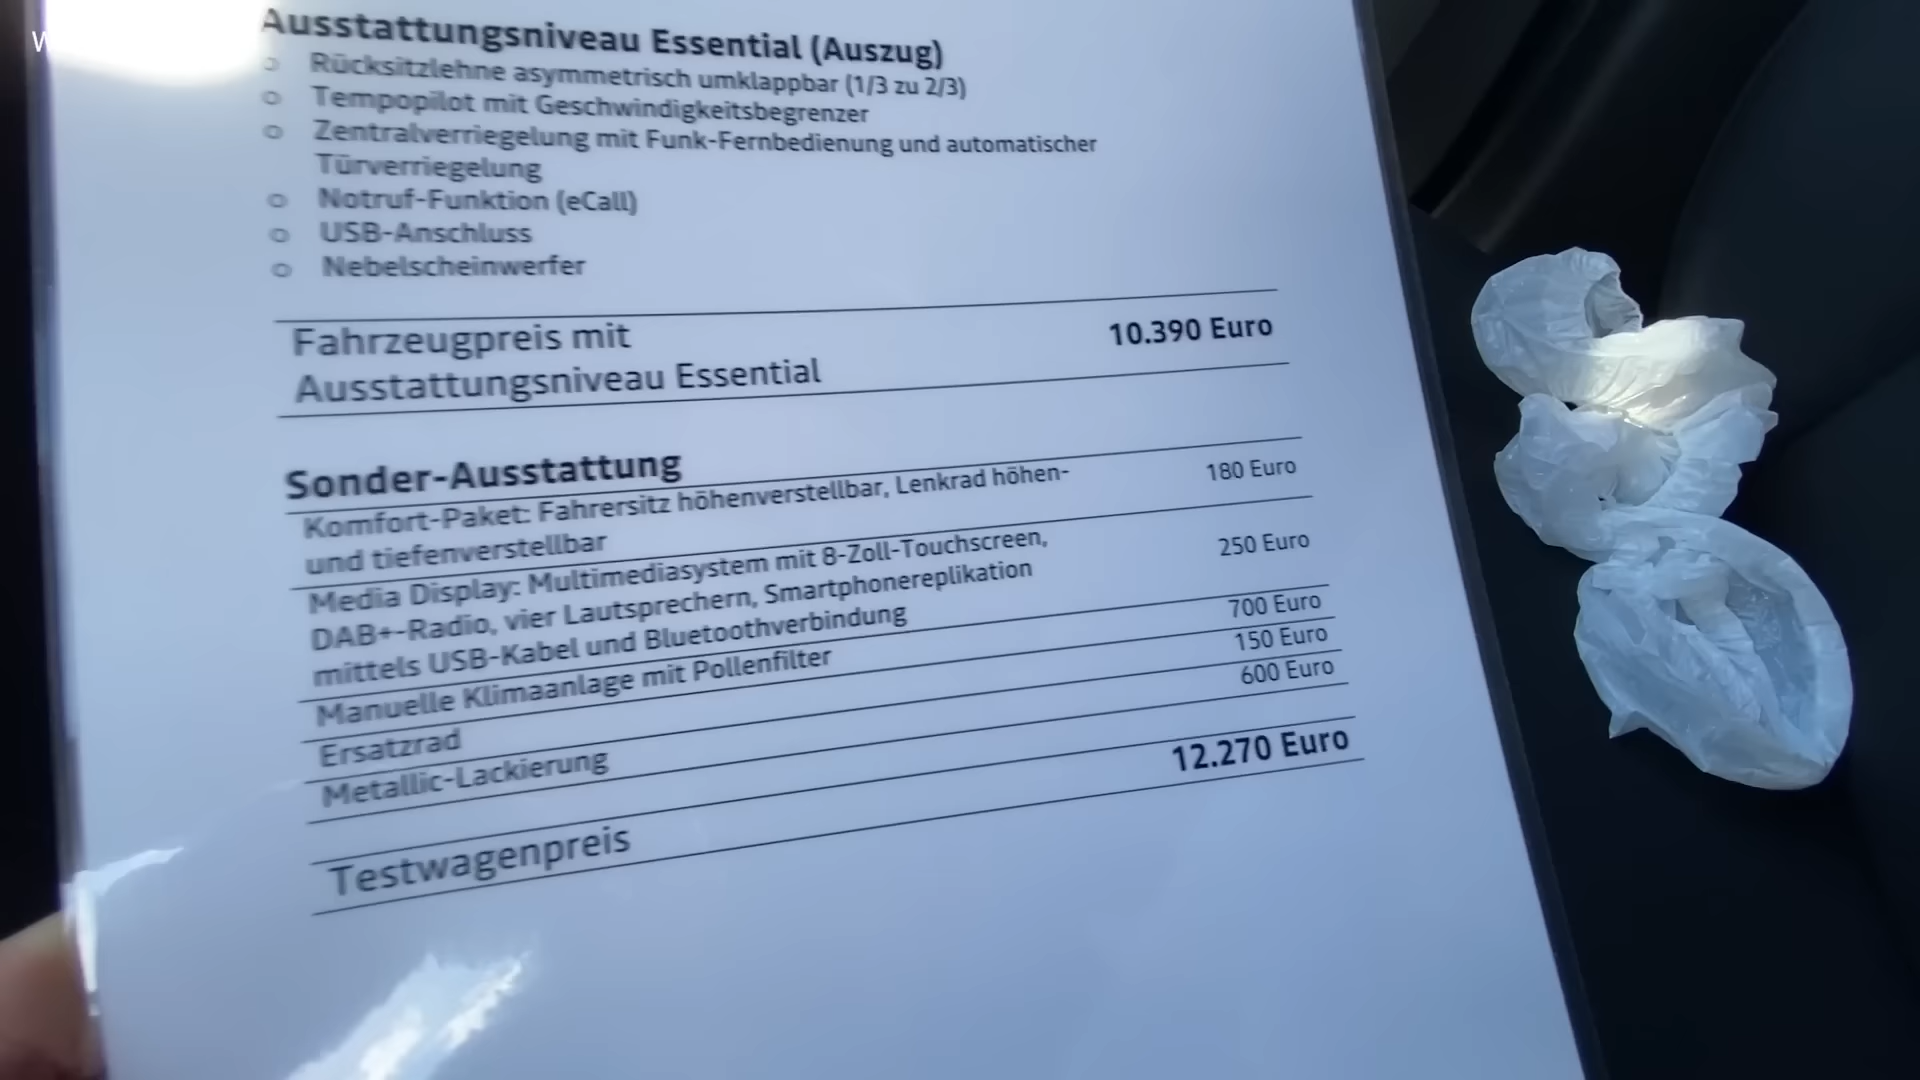 Ausstattungsniveau Essential (Auszug)
Rücksitzlehne asymmetrisch umklappbar (1/3 zu 2/3)
Tempopilot mit Geschwindigkeitsbegrenzer
Zentralverriegelung mit Funk-Fernbedienung und automatischer
Türverriegelung
Notruf-Funktion (eCall)
USB-Anschluss
Nebelscheinwerfer
Fahrzeugpreis mit
Ausstattungsniveau Essential
10.390 Euro
Sonder-Ausstattung
Komfort-Paket: Fahrersitz höhenverstellbar, Lenkrad höhen-
und tiefenverstellbar
180 Euro
Media Display: Multimediasystem mit 8-Zoll-Touchscreen,
DAB+-Radio, vier Lautsprechern, Smartphonereplikation
mittels USB-Kabel und Bluetoothverbindung
250 Euro
Manuelle Klimaanlage mit Pollenfilter
700 Euro
Ersatzrad
150 Euro
Metallic-Lackierung
600 Euro
Testwagenpreis
12.270 Euro